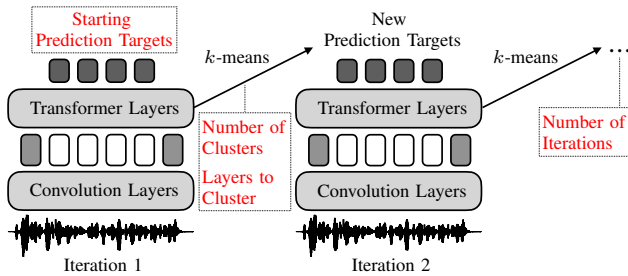 Starting
Prediction Targets
New
Prediction Targets
k-means
k-means
...
Transformer Layers
Transformer Layers
Number of
Clusters
Layers to
Cluster
Number of
Iterations
Convolution Layers
Convolution Layers
Iteration 1
Iteration 2